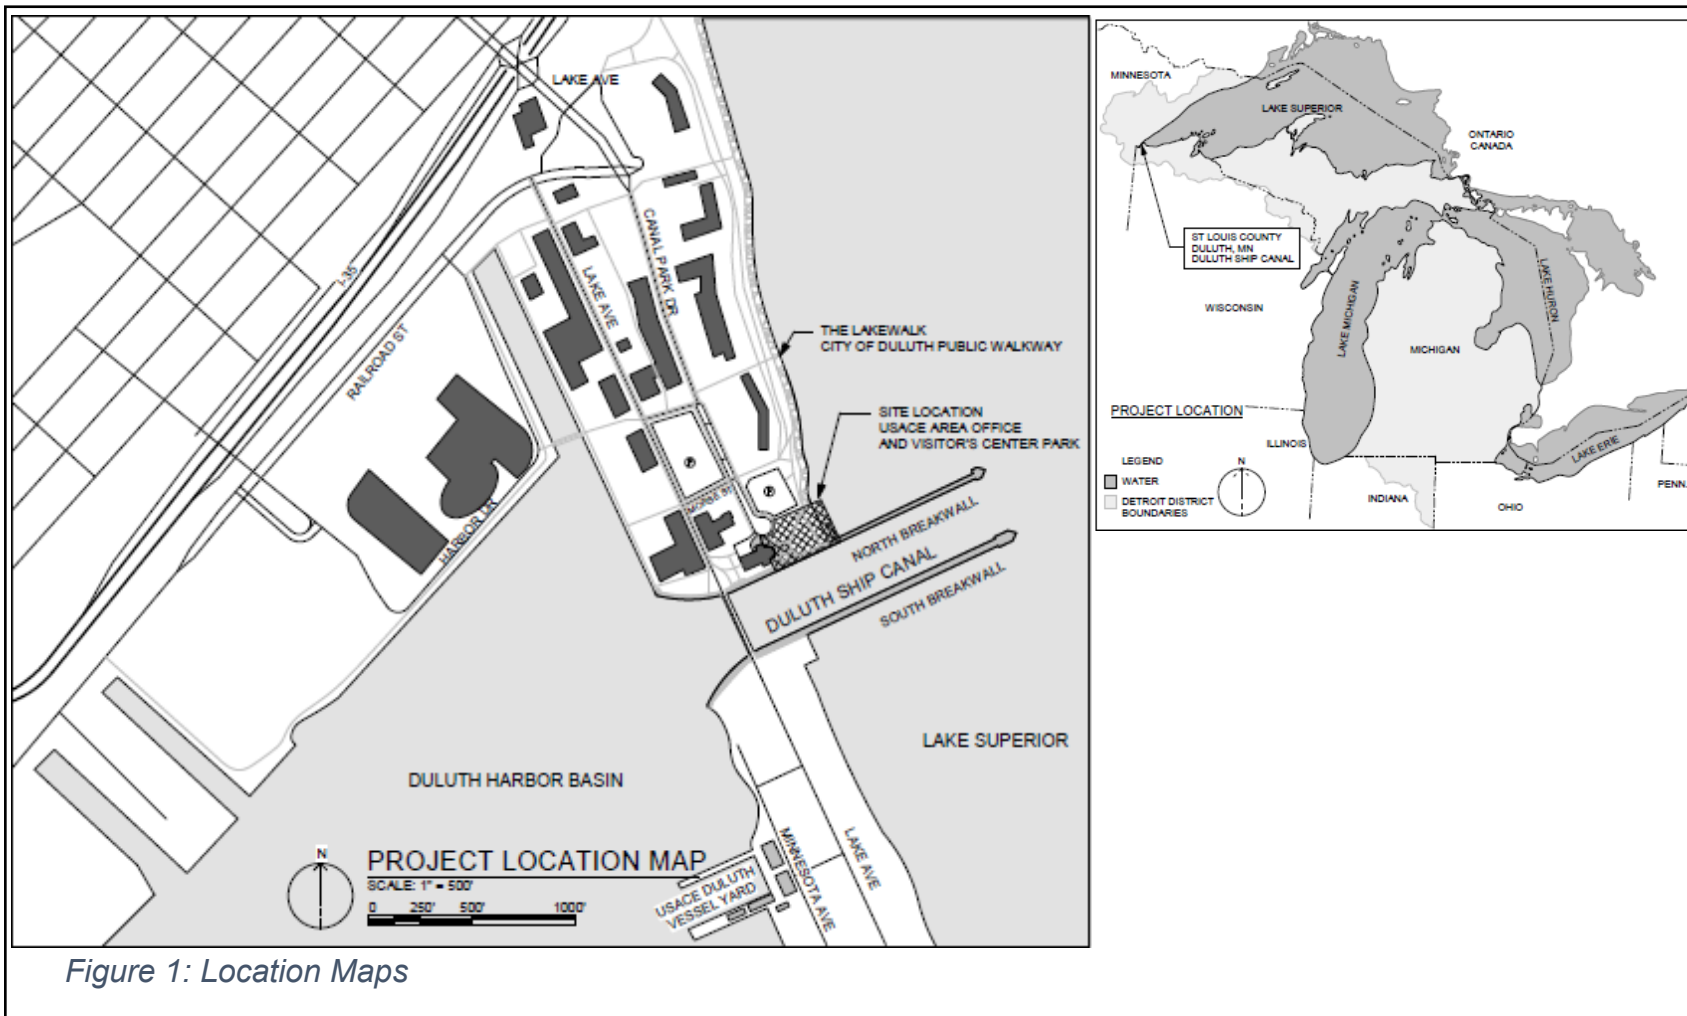 LAKE AVE
I-35
RAILROAD ST
LAKE AVE
CANAL PARK DR
THE LAKEWALK
CITY OF DULUTH PUBLIC WALKWAY
SITE LOCATION
USACE AREA OFFICE
AND VISITOR'S CENTER PARK
P
P
MORSE ST
HARBOR DR
NORTH BREAKWALL
DULUTH SHIP CANAL
SOUTH BREAKWALL
LAKE SUPERIOR
DULUTH HARBOR BASIN
MINNESOTA AVE
LAKE AVE
USACE DULUTH
VESSEL YARD
N
PROJECT LOCATION MAP
SCALE: 1" = 500'
0 250' 500' 1000'
MINNESOTA
LAKE SUPERIOR
ONTARIO
CANADA
ST LOUIS COUNTY
DULUTH, MN
DULUTH SHIP CANAL
WISCONSIN
LAKE MICHIGAN
LAKE HURON
MICHIGAN
PROJECT LOCATION
ILLINOIS
LAKE ERIE
LEGEND
WATER
DETROIT DISTRICT
BOUNDARIES
N
INDIANA
OHIO
PENN.
Figure 1: Location Maps